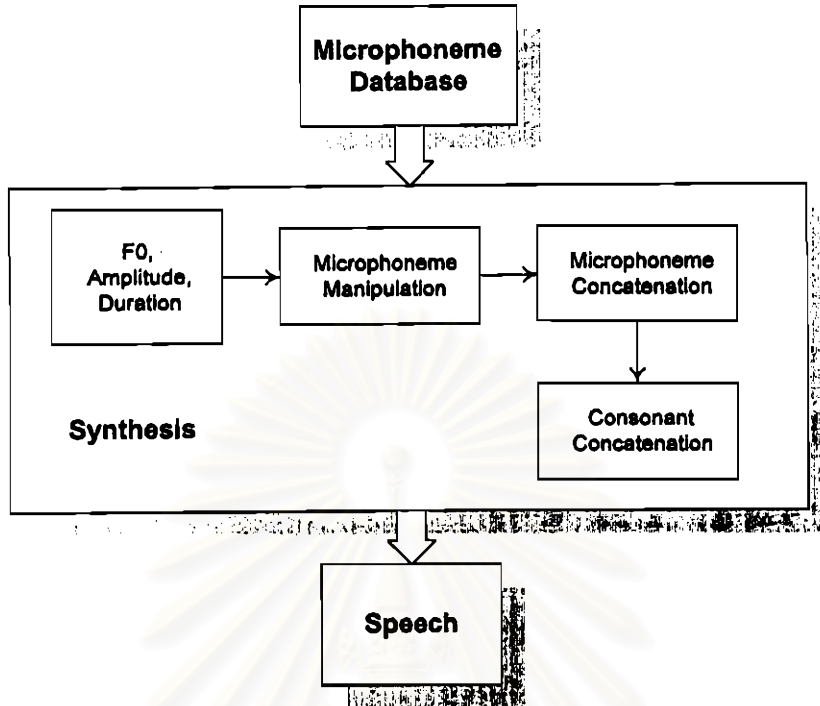 Microphoneme
Database
F0,
Amplitude,
Duration
Microphoneme
Manipulation
Microphoneme
Concatenation
Synthesis
Consonant
Concatenation
Speech